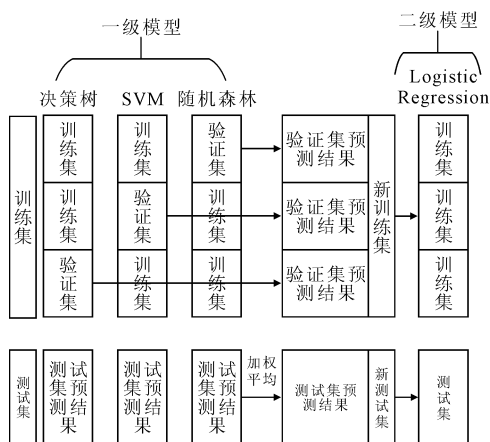 一级模型
二级模型
决策树
SVM
随机森林
Logistic
Regression
训练集
训练集
训练集
验证集
训练集
验证集
训练集
验证集
训练集
训练集
验证集预
测结果
验证集预
测结果
验证集预
测结果
新训练集
训练集
训练集
训练集
测试集
测试
集预
测结
果
测试
集预
测结
果
测试
集预
测结
果
加权
平均
测试集预
测结果
新测试集
测试集